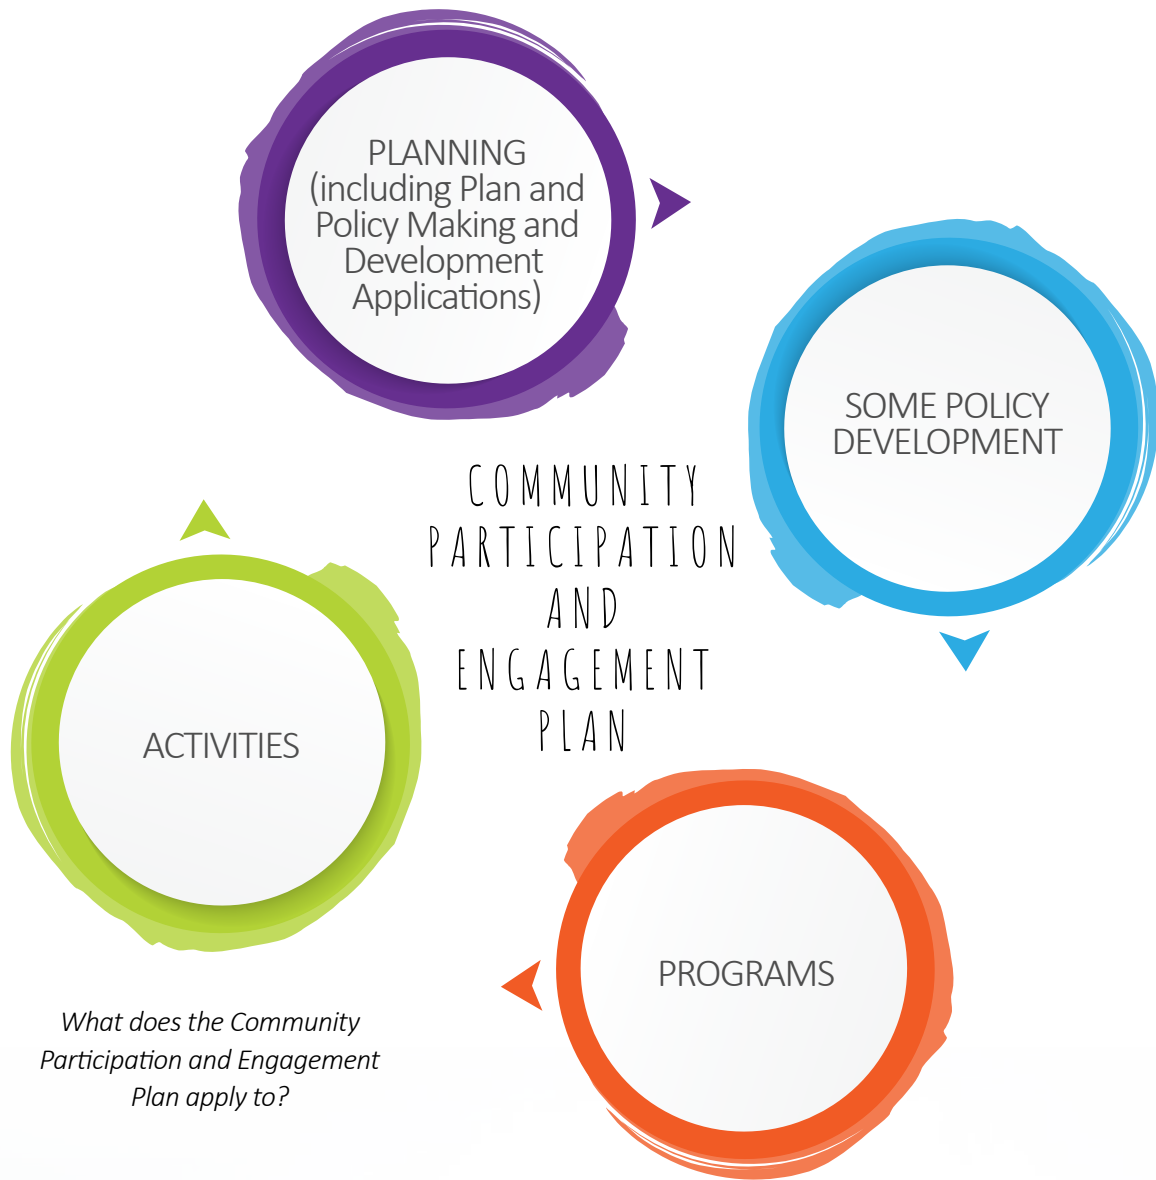 PLANNING
(including Plan and
Policy Making and
Development
Applications)
SOME POLICY
DEVELOPMENT
COMMUNITY
PARTICIPATION
AND
ENGAGEMENT
PLAN
ACTIVITIES
PROGRAMS
What does the Community
Participation and Engagement
Plan apply to?